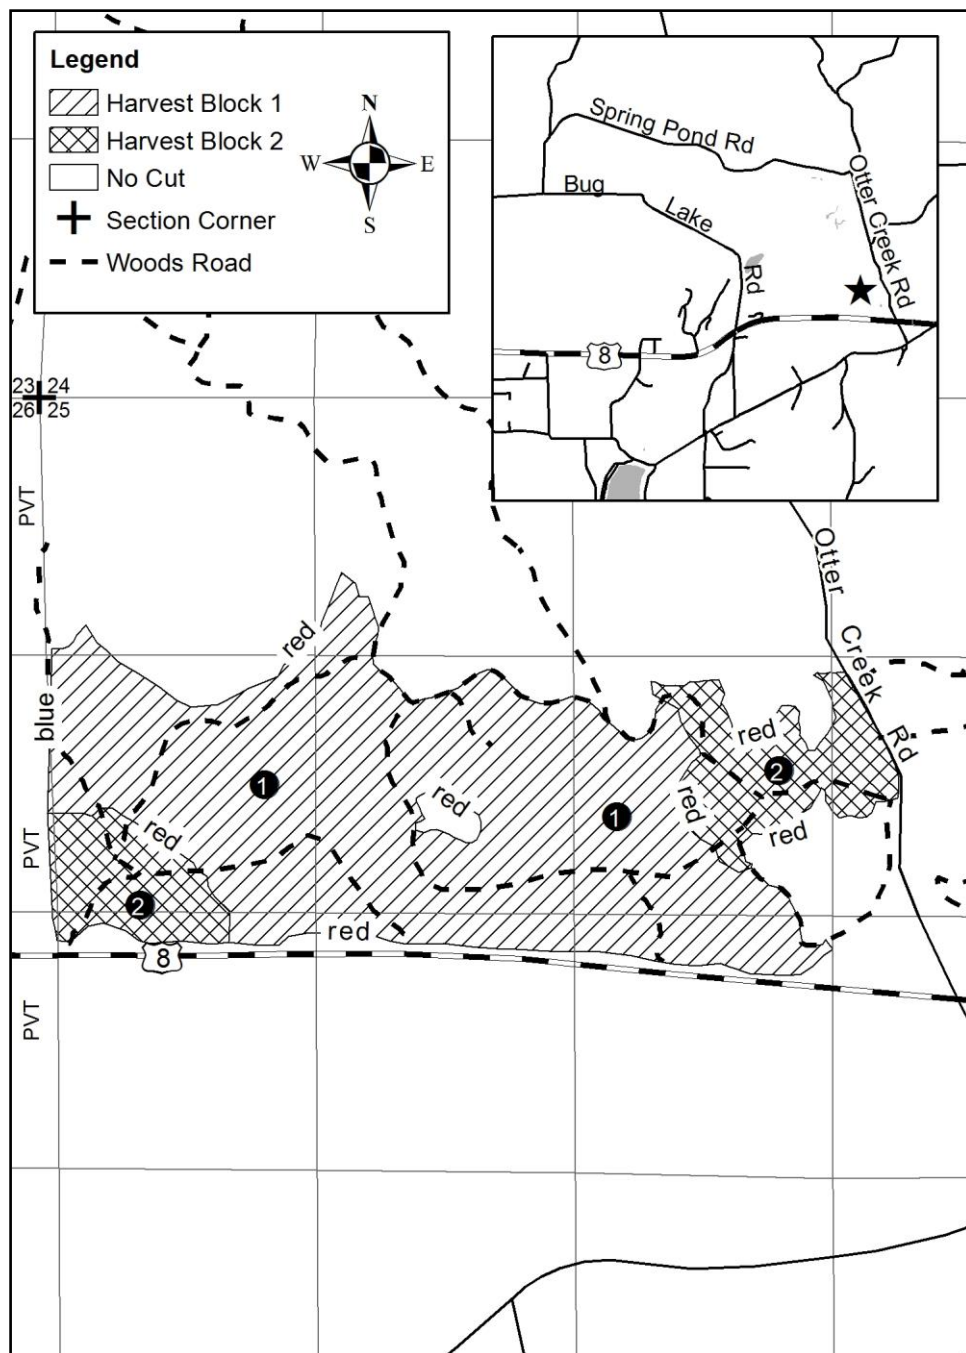 Legend
Harvest Block 1
Harvest Block 2
No Cut
Section Corner
Woods Road
N
W
E
S
Spring Pond Rd
Bug
Lake
Rd
Otter Creek Rd
8
23 24
26 25
PVT
Otter
Creek
Rd
red
blue
red
2
1
red
1
red
red
red
PVT
2
red
8
PVT